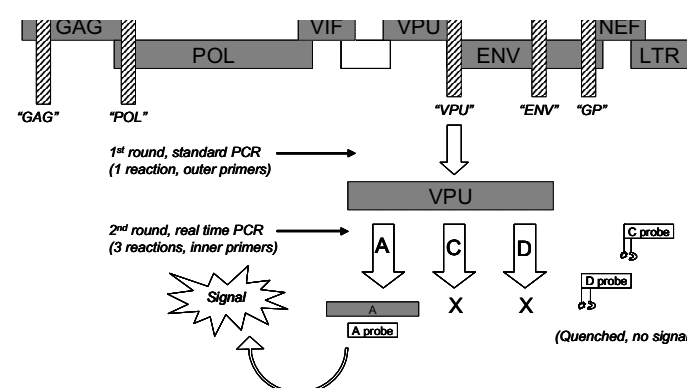 GAG VIF VPU NEF
POL ENV LTR
"GAG" "POL" "VPU" "ENV" "GP"
1st round, standard PCR
(1 reaction, outer primers)
VPU
2nd round, real time PCR
(3 reactions, inner primers)
A C D
C probe
D probe
Signal
A X X
A probe
(Quenched, no signal